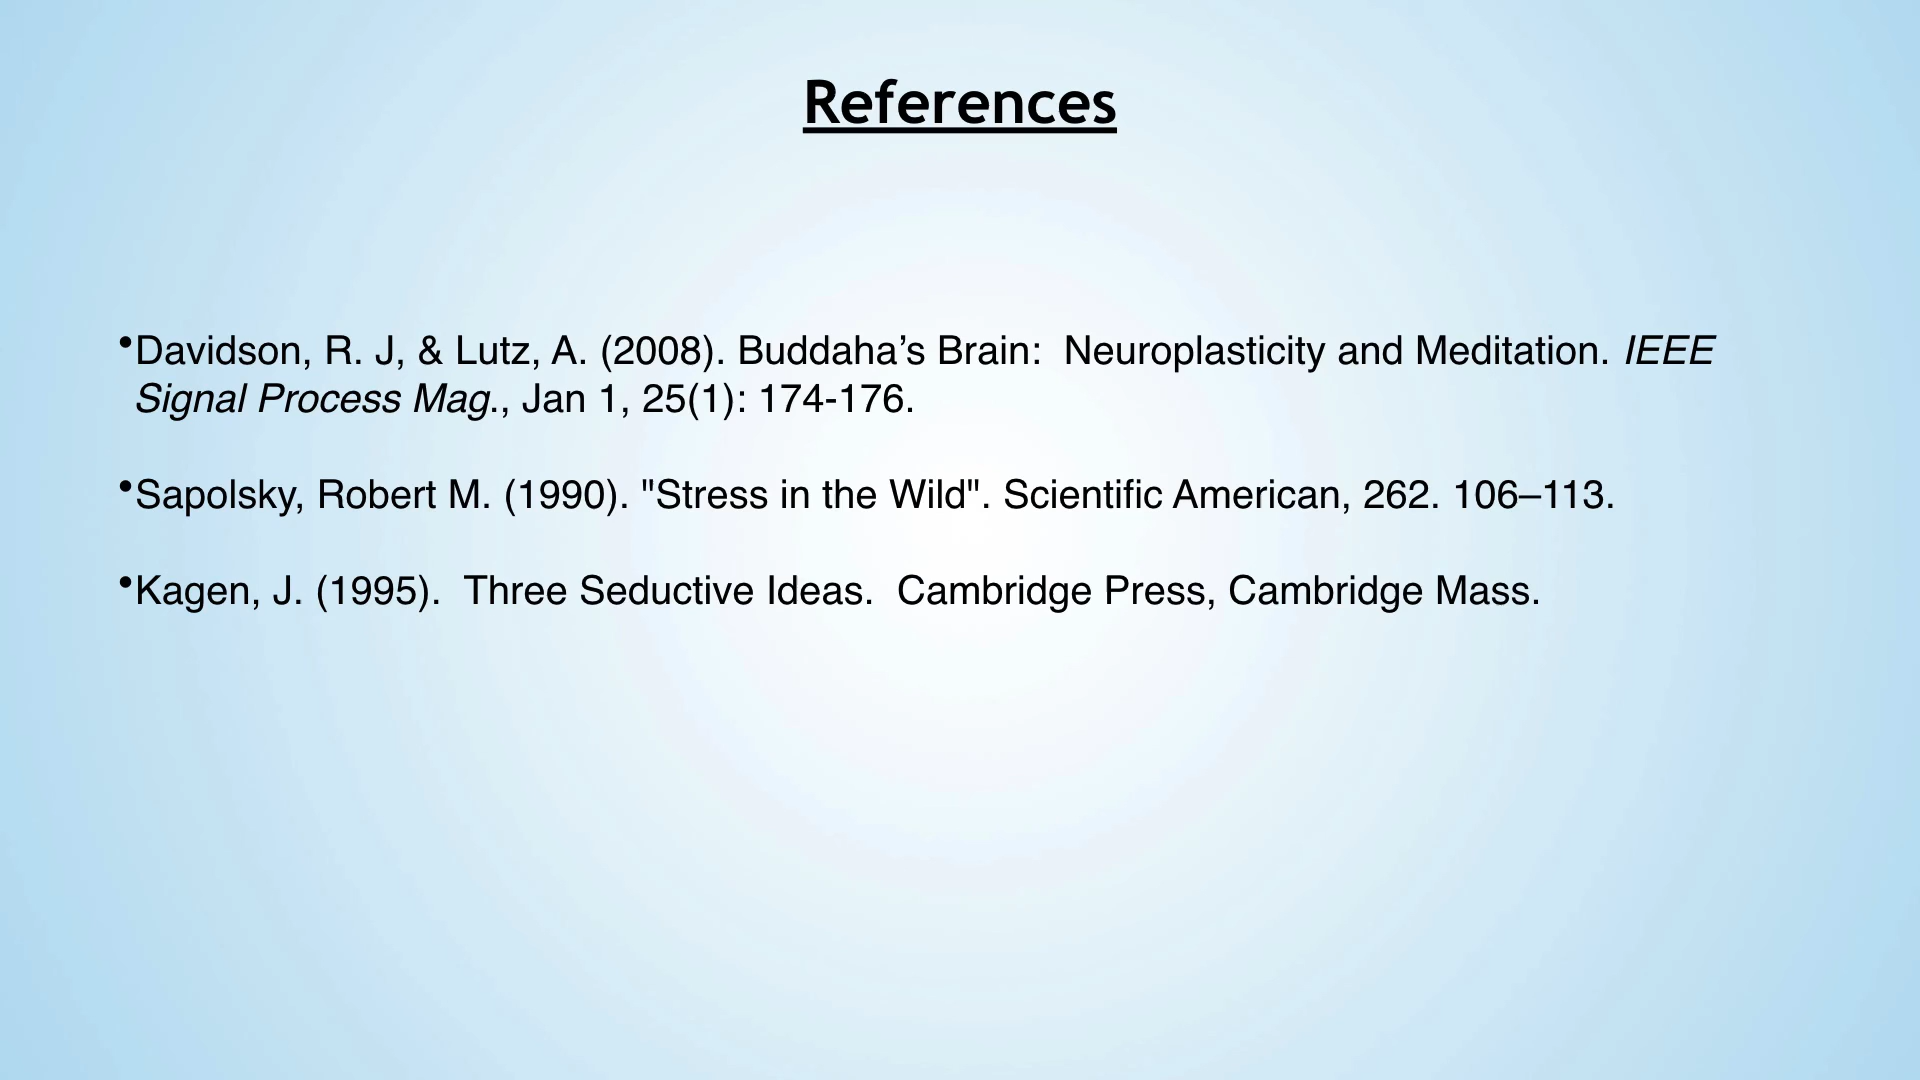 References
•Davidson, R. J, & Lutz, A. (2008). Buddaha’s Brain:  Neuroplasticity and Meditation. IEEE
Signal Process Mag., Jan 1, 25(1): 174-176.
•Sapolsky, Robert M. (1990). "Stress in the Wild". Scientific American, 262. 106–113.
•Kagen, J. (1995).  Three Seductive Ideas.  Cambridge Press, Cambridge Mass.